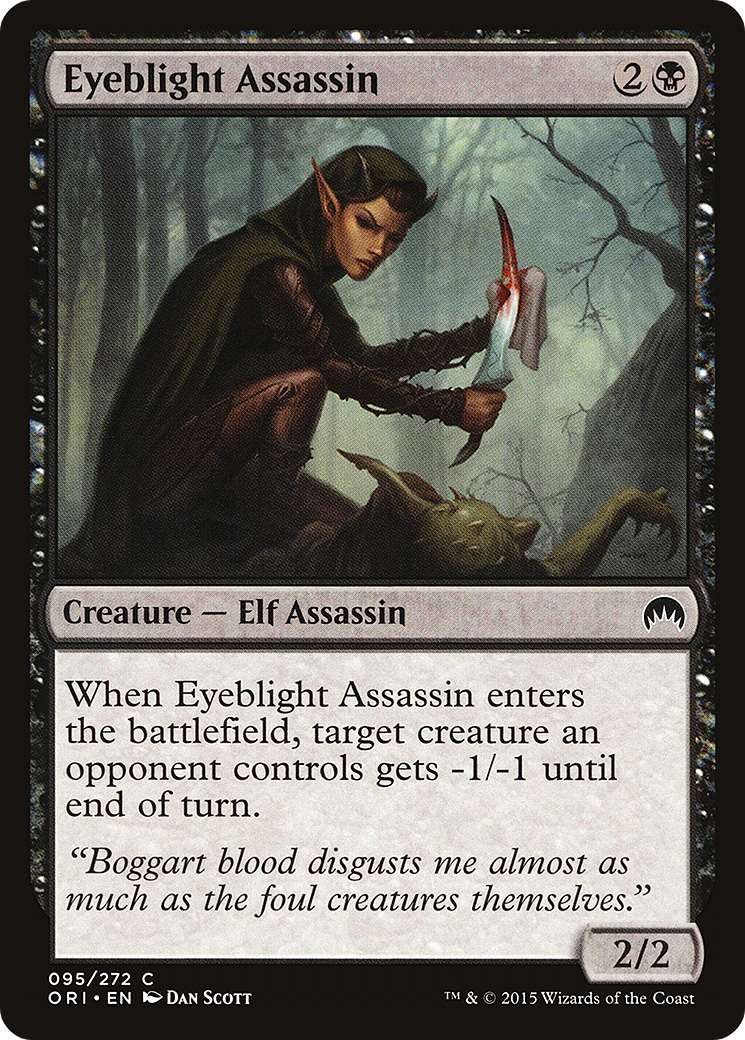 Eyeblight Assassin 2
Creature — Elf Assassin
When Eyeblight Assassin enters
the battlefield, target creature an
opponent controls gets -1/-1 until
end of turn.
“Boggart blood disgusts me almost as
much as the foul creatures themselves.”
2/2
095/272 C
ORI • EN Dan Scott
™ & © 2015 Wizards of the Coast